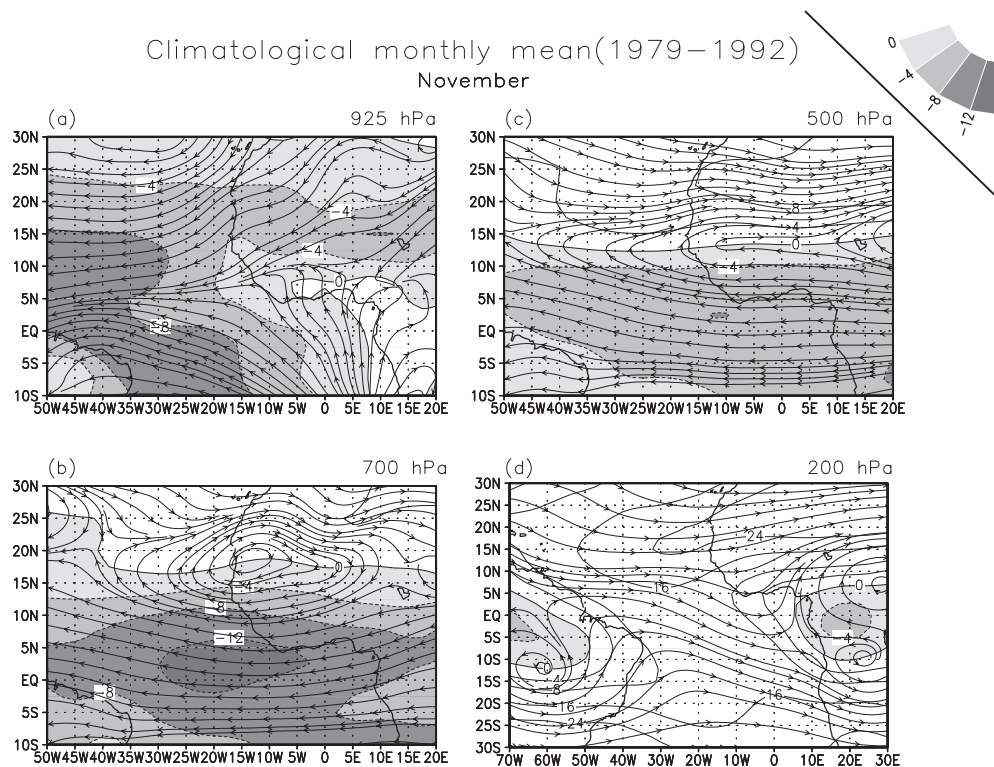 Climatological monthly mean(1979−1992)
November
0
−4
−8
−12
(a) 925 hPa
30N
25N
20N
15N
10N
5N
EQ
5S
10S
−4
−4
−4
0
−8
50W45W40W35W30W25W20W15W10W 5W 0 5E 10E 15E 20E
(c) 500 hPa
30N
25N
20N
15N
10N
5N
EQ
5S
10S
8
4
0
−4
50W45W40W35W30W25W20W15W10W 5W 0 5E 10E 15E 20E
(b) 700 hPa
30N
25N
20N
15N
10N
5N
EQ
5S
10S
0
−4
−8
−12
−8
50W45W40W35W30W25W20W15W10W 5W 0 5E 10E 15E 20E
(d) 200 hPa
30N
25N
20N
15N
10N
5N
EQ
5S
10S
15S
20S
25S
30S
24
16
0
−4
0
4
8
16
16
24
70W 60W 50W 40W 30W 20W 10W 0 10E 20E 30E